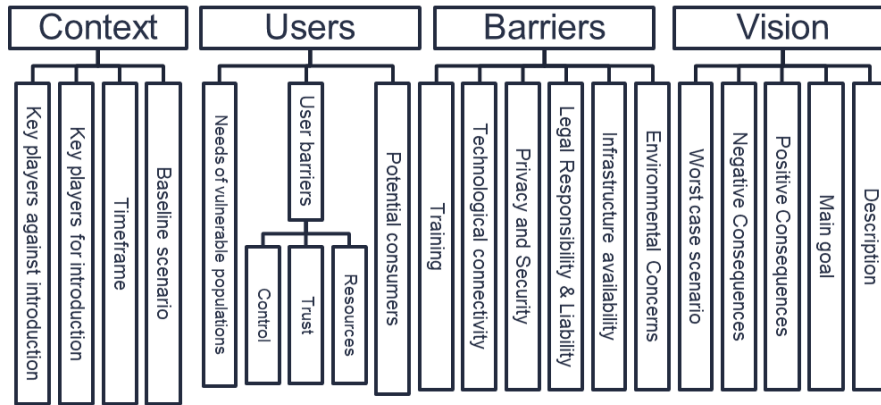 Context
Users
Barriers
Vision
Key players against introduction
Key players for introduction
Timeframe
Baseline scenario
Needs of vulnerable populations
User barriers
Potential consumers
Control
Trust
Resources
Training
Technological connectivity
Privacy and Security
Legal Responsibility & Liability
Infrastructure availability
Environmental Concerns
Worst case scenario
Negative Consequences
Positive Consequences
Main goal
Description